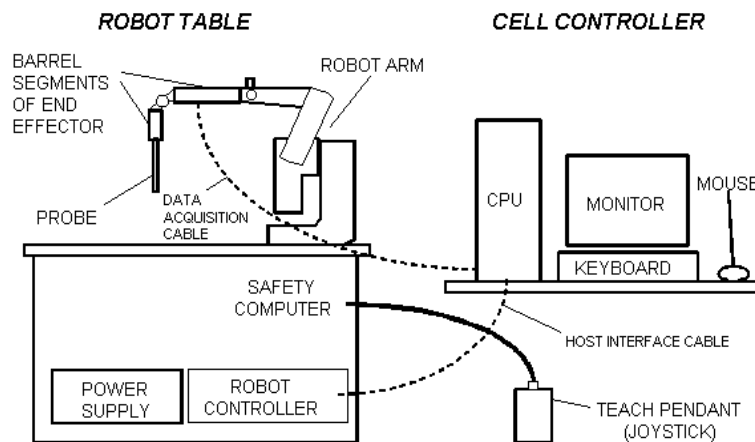 ROBOT TABLE
CELL CONTROLLER
BARREL
SEGMENTS
OF END
EFFECTOR
ROBOT ARM
PROBE
DATA
ACQUISITION
CABLE
CPU
MONITOR
MOUSE
KEYBOARD
SAFETY
COMPUTER
HOST INTERFACE CABLE
POWER
SUPPLY
ROBOT
CONTROLLER
TEACH PENDANT
(JOYSTICK)